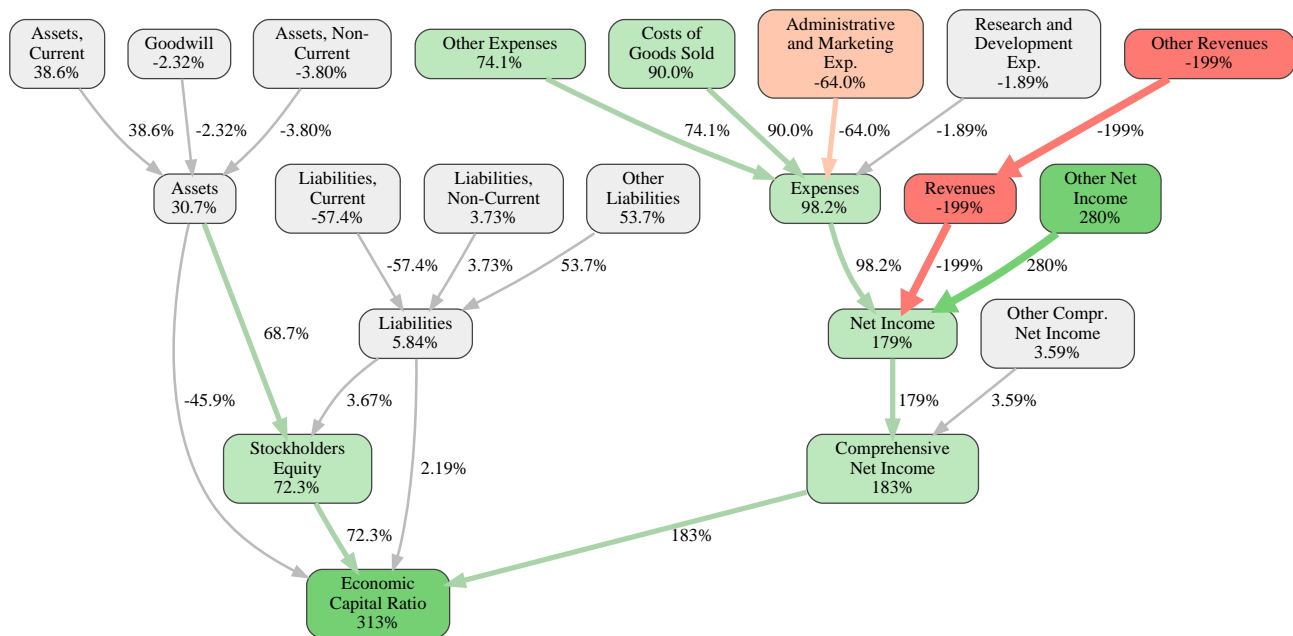 Assets,
Current
38.6%
Goodwill
-2.32%
Assets, Non-
Current
-3.80%
Other Expenses
74.1%
Costs of
Goods Sold
90.0%
Administrative
and Marketing
Exp.
-64.0%
Research and
Development
Exp.
-1.89%
Other Revenues
-199%
38.6%
-2.32%
-3.80%
74.1%
90.0%
-64.0%
-1.89%
-199%
Assets
30.7%
Liabilities,
Current
-57.4%
Liabilities,
Non-Current
3.73%
Other
Liabilities
53.7%
Expenses
98.2%
Revenues
-199%
Other Net
Income
280%
-57.4%
3.73%
53.7%
98.2%
-199%
280%
68.7%
Liabilities
5.84%
Net Income
179%
Other Compr.
Net Income
3.59%
-45.9%
3.67%
179%
3.59%
Stockholders
Equity
72.3%
2.19%
Comprehensive
Net Income
183%
72.3%
183%
Economic
Capital Ratio
313%